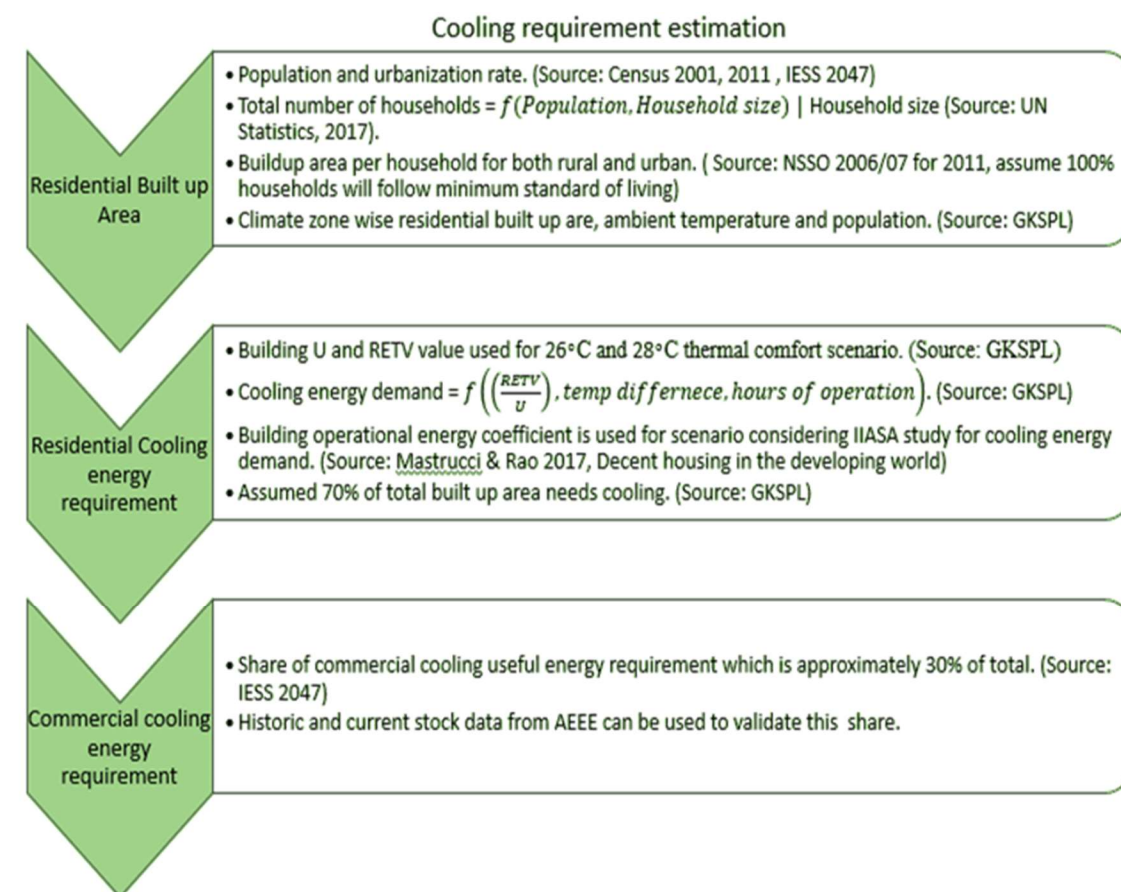 Cooling requirement estimation
Residential Built up
Area
• Population and urbanization rate. (Source: Census 2001, 2011 , IESS 2047)
• Total number of households = f(Population, Household size) | Household size (Source: UN
Statistics, 2017).
• Buildup area per household for both rural and urban. ( Source: NSSO 2006/07 for 2011, assume 100%
households will follow minimum standard of living)
• Climate zone wise residential built up are, ambient temperature and population. (Source: GKSPL)
Residential Cooling
energy
requirement
• Building U and RETV value used for 26°C and 28°C thermal comfort scenario. (Source: GKSPL)
• Cooling energy demand = f((RETV/U), temp differnece, hours of operation). (Source: GKSPL)
• Building operational energy coefficient is used for scenario considering IIASA study for cooling energy
demand. (Source: Mastrucci & Rao 2017, Decent housing in the developing world)
• Assumed 70% of total built up area needs cooling. (Source: GKSPL)
Commercial cooling
energy
requirement
• Share of commercial cooling useful energy requirement which is approximately 30% of total. (Source:
IESS 2047)
• Historic and current stock data from AEEE can be used to validate this share.